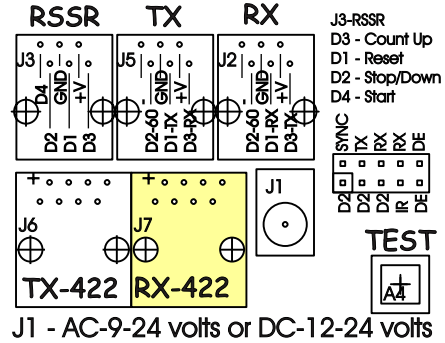 RSSR TX RX
J3 J5 J2
D4 GND +V
D2 D1 D3
- GND +V
D2-60 D1-TX D3-RX
- GND +V
D2-60 D1-RX D3-TX
J3-RSSR
D3 - Count Up
D1 - Reset
D2 - Stop/Down
D4 - Start
SYNC TX RX RX DE
D2 D2 D2 IR DE
+ +
J6 J7 J1
TX-422 RX-422
TEST
A4
J1 - AC-9-24 volts or DC-12-24 volts